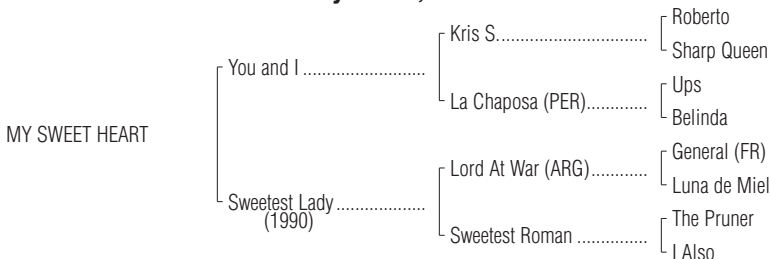 Roberto
Kris S.
Sharp Queen
You and I
Ups
La Chaposa (PER)
Belinda
MY SWEET HEART
General (FR)
Lord At War (ARG)
Luna de Miel
Sweetest Lady
(1990)
The Pruner
Sweetest Roman
I Also